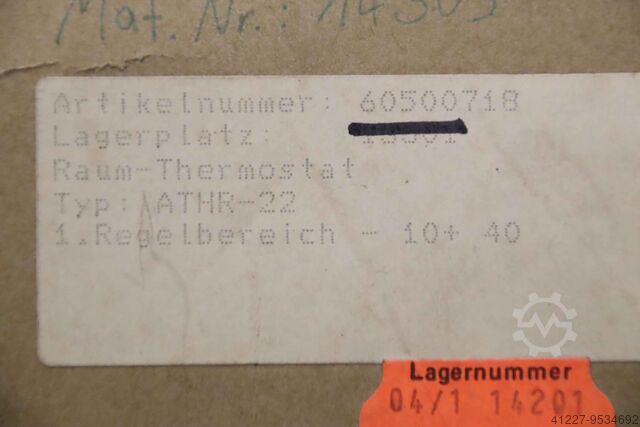 Mat. Nr.: 714305
Artikelnummer: 60500718
Lagerplatz:
Raum-Thermostat
Typ: ATHR-22
1.Regelbereich - 10+ 40
Lagernummer
04/1 14201
41227-9534692